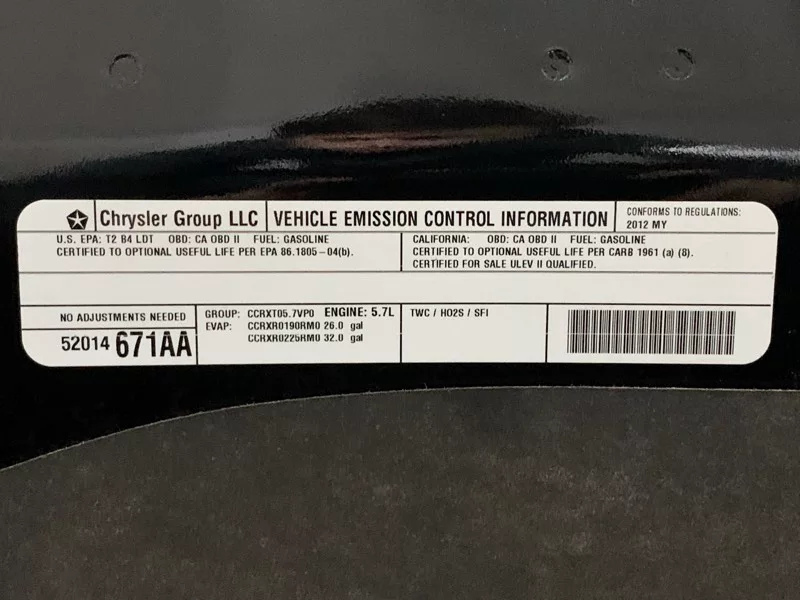 Chrysler Group LLC VEHICLE EMISSION CONTROL INFORMATION
CONFORMS TO REGULATIONS:
2012 MY
U.S. EPA: T2 B4 LDT OBD: CA OBD II FUEL: GASOLINE
CERTIFIED TO OPTIONAL USEFUL LIFE PER EPA 86.1805-04(b).
CALIFORNIA: OBD: CA OBD II FUEL: GASOLINE
CERTIFIED TO OPTIONAL USEFUL LIFE PER CARB 1961 (a) (8).
CERTIFIED FOR SALE ULEV II QUALIFIED.
NO ADJUSTMENTS NEEDED
52014 671AA
GROUP: CCRXT05.7VP0 ENGINE: 5.7L
EVAP: CCRXR0190RM0 26.0 gal
CCRXR0225RM0 32.0 gal
TWC / HO2S / SFI